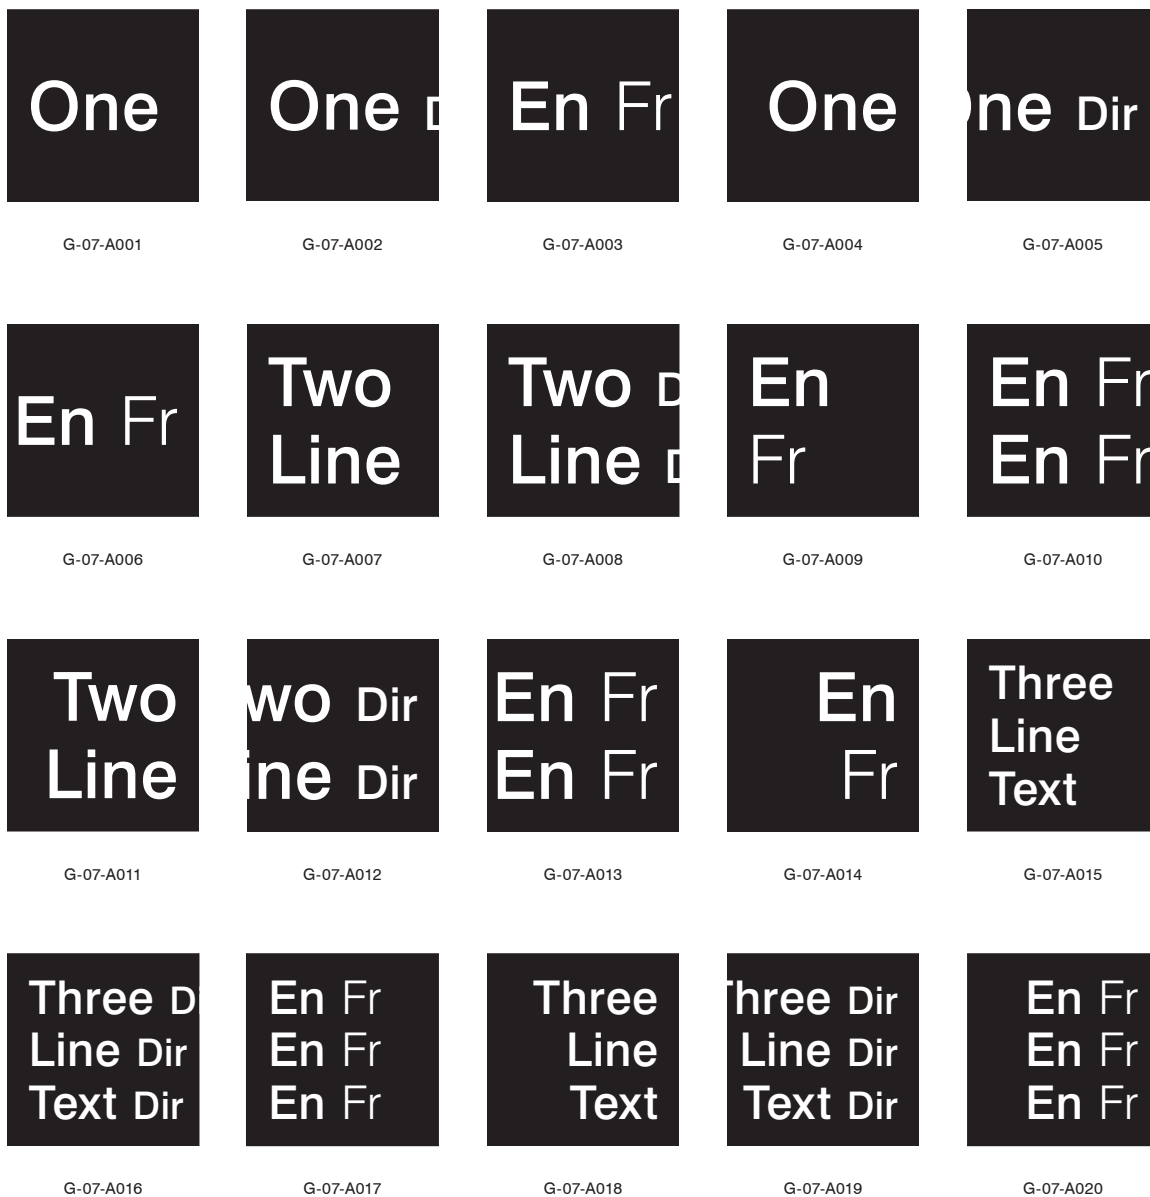 One
One D
En Fr
One
One Dir
G-07-A001
G-07-A002
G-07-A003
G-07-A004
G-07-A005
En Fr
Two
Line
Two D
Line D
En
Fr
En Fr
En Fr
G-07-A006
G-07-A007
G-07-A008
G-07-A009
G-07-A010
Two
Line
wo Dir
ine Dir
En Fr
En Fr
En
Fr
Three
Line
Text
G-07-A011
G-07-A012
G-07-A013
G-07-A014
G-07-A015
Three Di
Line Dir
Text Dir
En Fr
En Fr
En Fr
Three
Line
Text
Three Dir
Line Dir
Text Dir
En Fr
En Fr
En Fr
G-07-A016
G-07-A017
G-07-A018
G-07-A019
G-07-A020